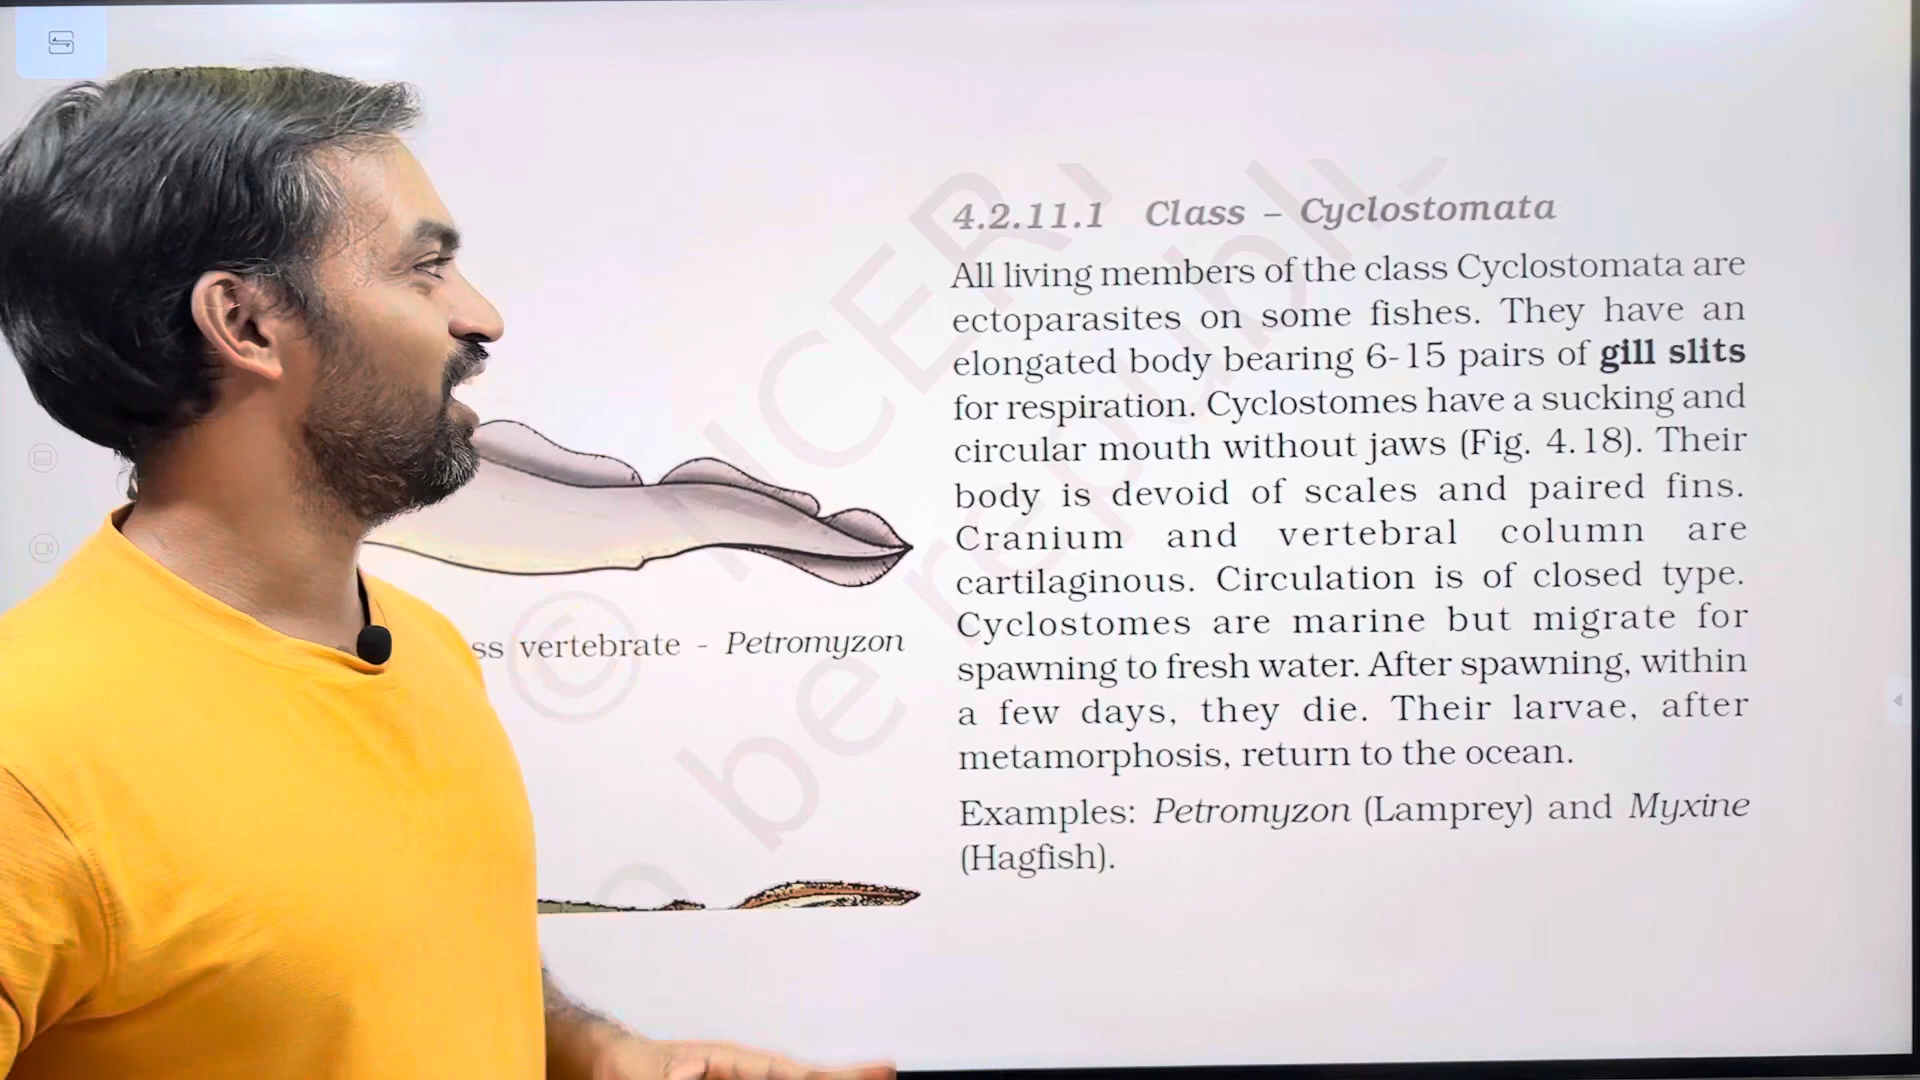 4.2.11.1 Class – Cyclostomata
All living members of the class Cyclostomata are
ectoparasites on some fishes. They have an
elongated body bearing 6-15 pairs of gill slits
for respiration. Cyclostomes have a sucking and
circular mouth without jaws (Fig. 4.18). Their
body is devoid of scales and paired fins.
Cranium and vertebral column are
cartilaginous. Circulation is of closed type.
Cyclostomes are marine but migrate for
spawning to fresh water. After spawning, within
a few days, they die. Their larvae, after
metamorphosis, return to the ocean.
Examples: Petromyzon (Lamprey) and Myxine
(Hagfish).
ss vertebrate - Petromyzon
© NCER
be republi